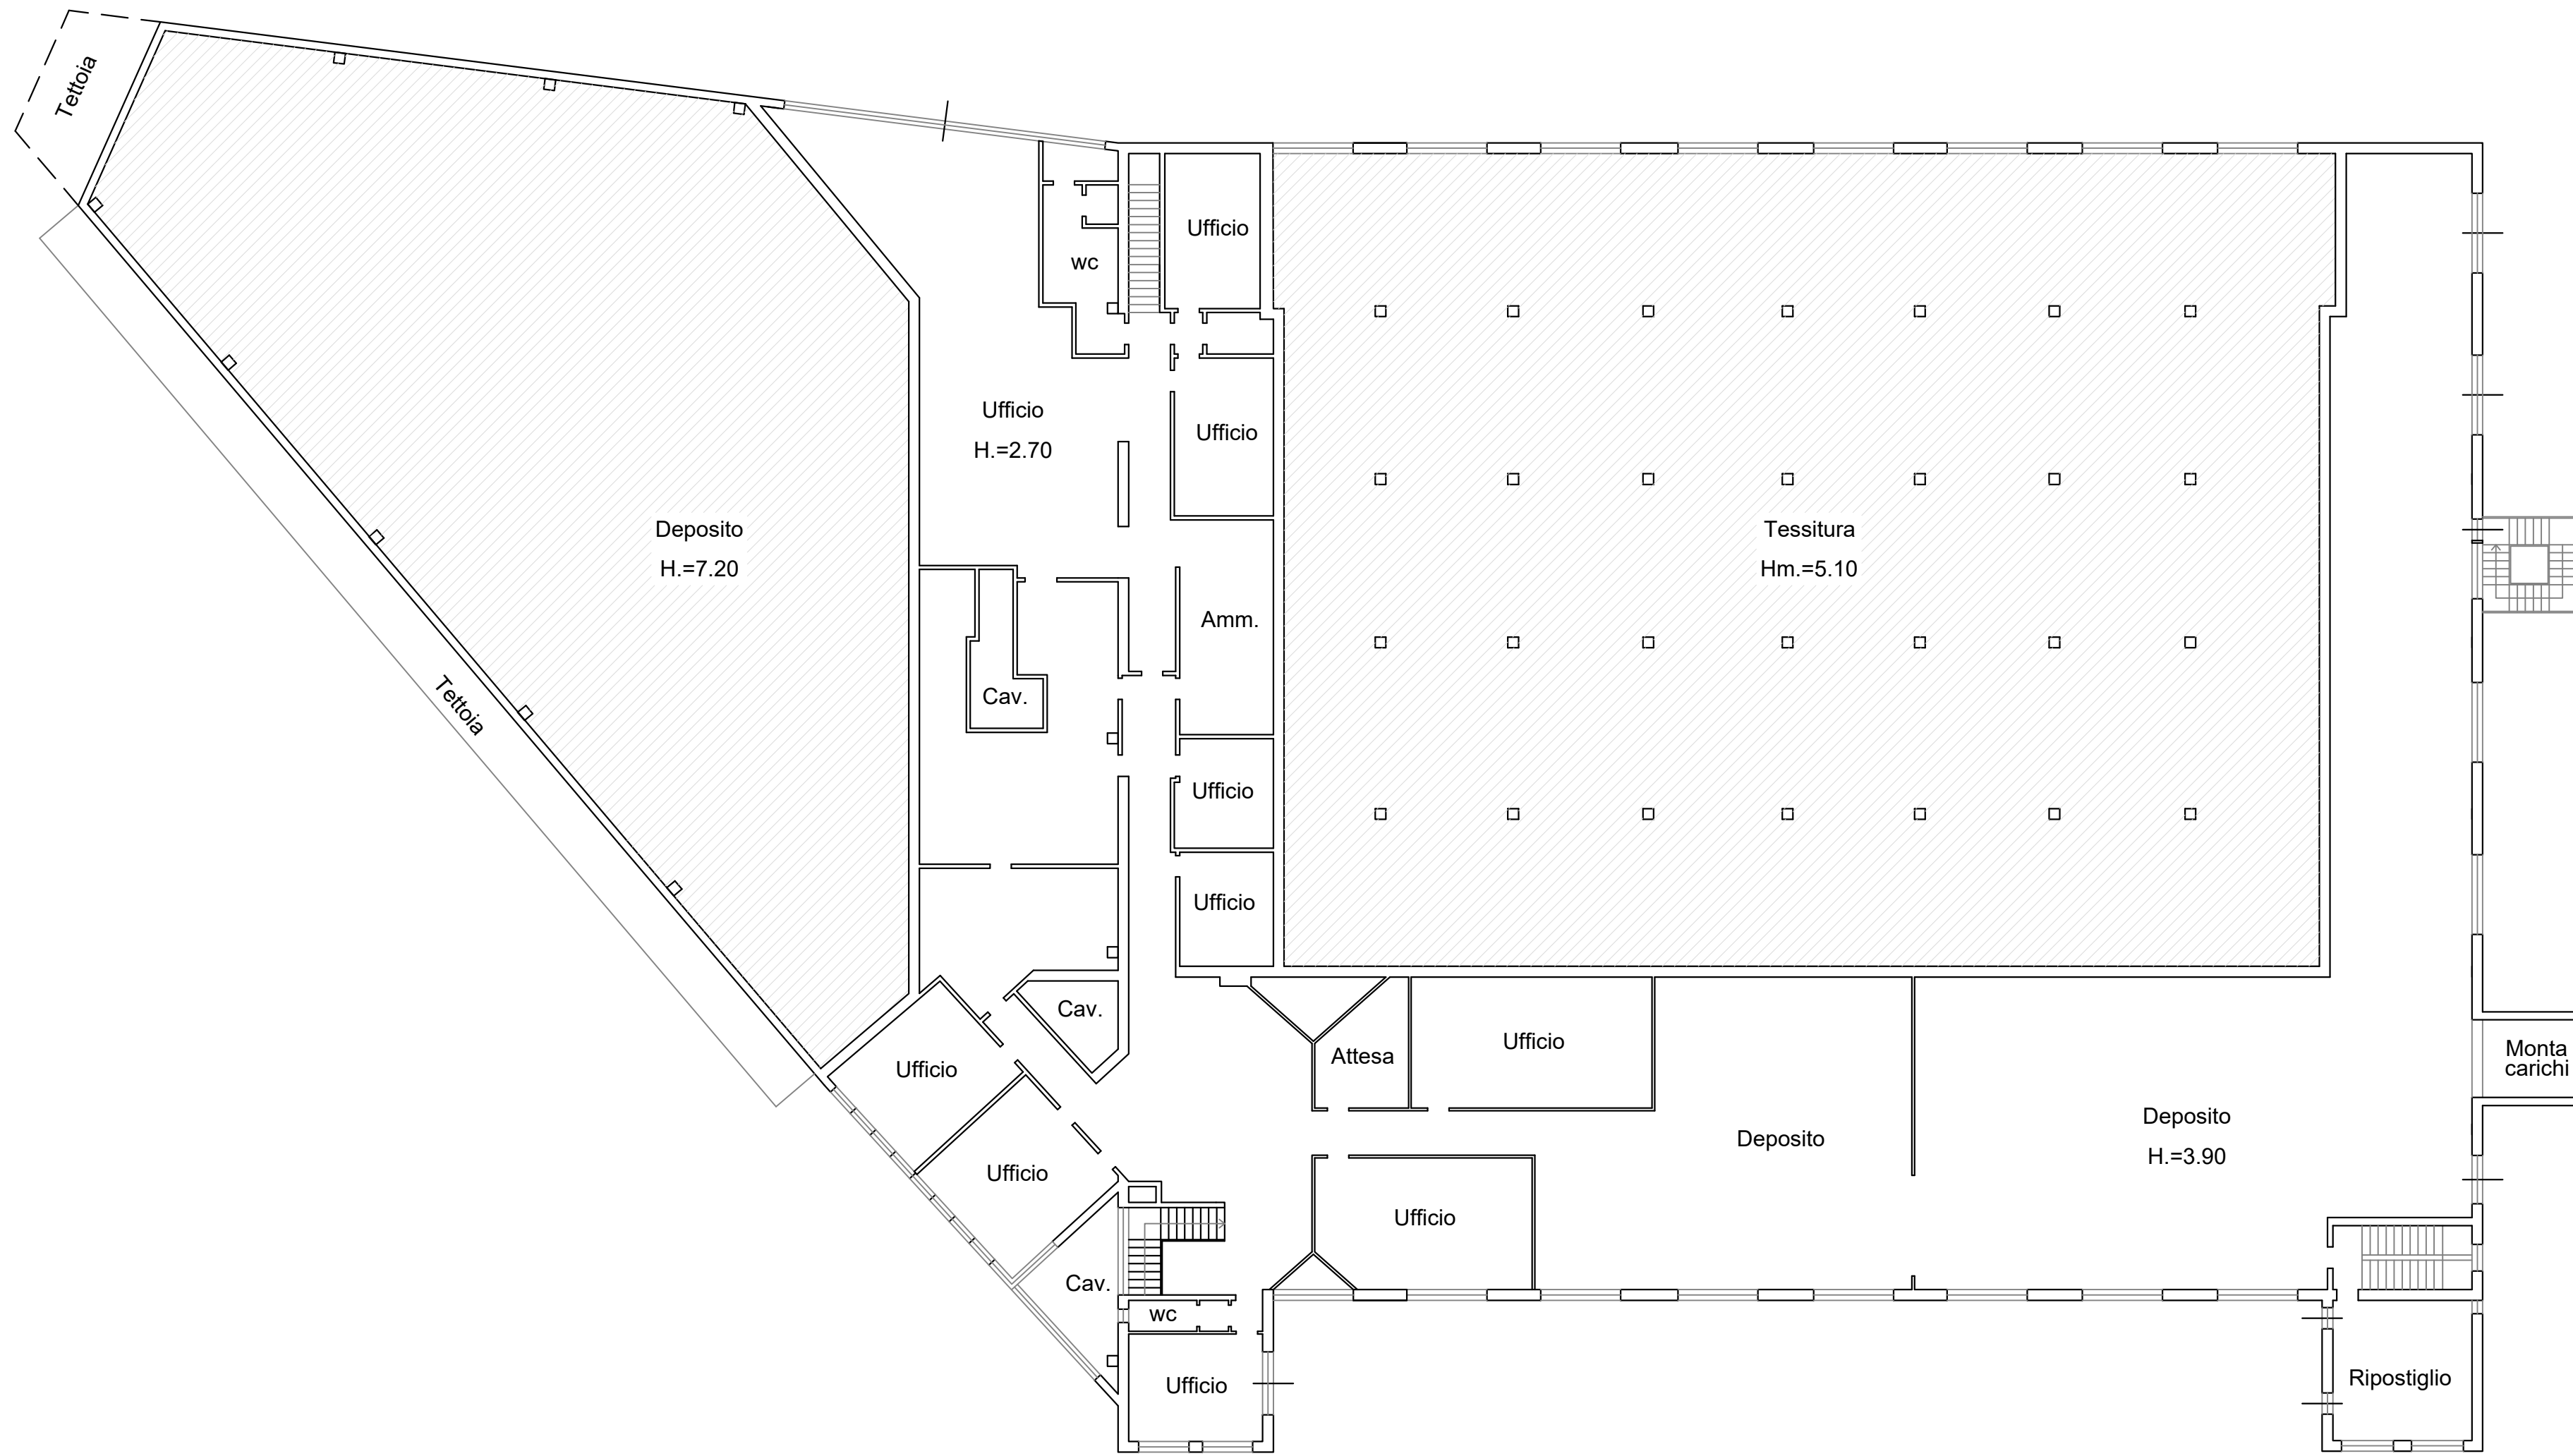 Tettoia
Ufficio
wc
Ufficio
H.=2.70
Ufficio
Deposito
H.=7.20
Tessitura
Hm.=5.10
Amm.
Cav.
Tettoia
Ufficio
Ufficio
Cav.
Attesa
Ufficio
Monta
carichi
Ufficio
Deposito
Deposito
H.=3.90
Ufficio
Ufficio
Cav.
wc
Ufficio
Ripostiglio